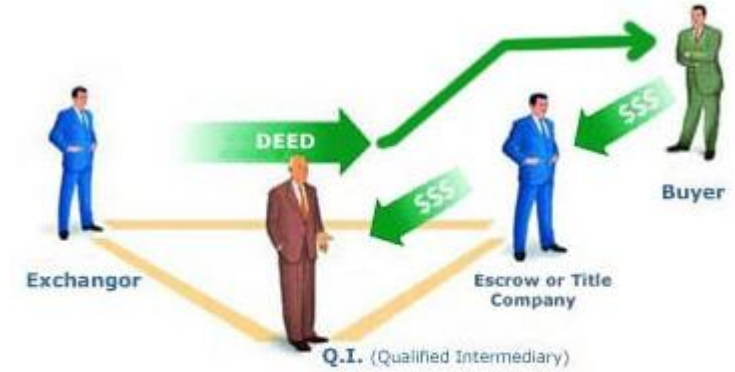 DEED
$$$
$$$
Buyer
Exchangor
Escrow or Title
Company
Q.I. (Qualified Intermediary)